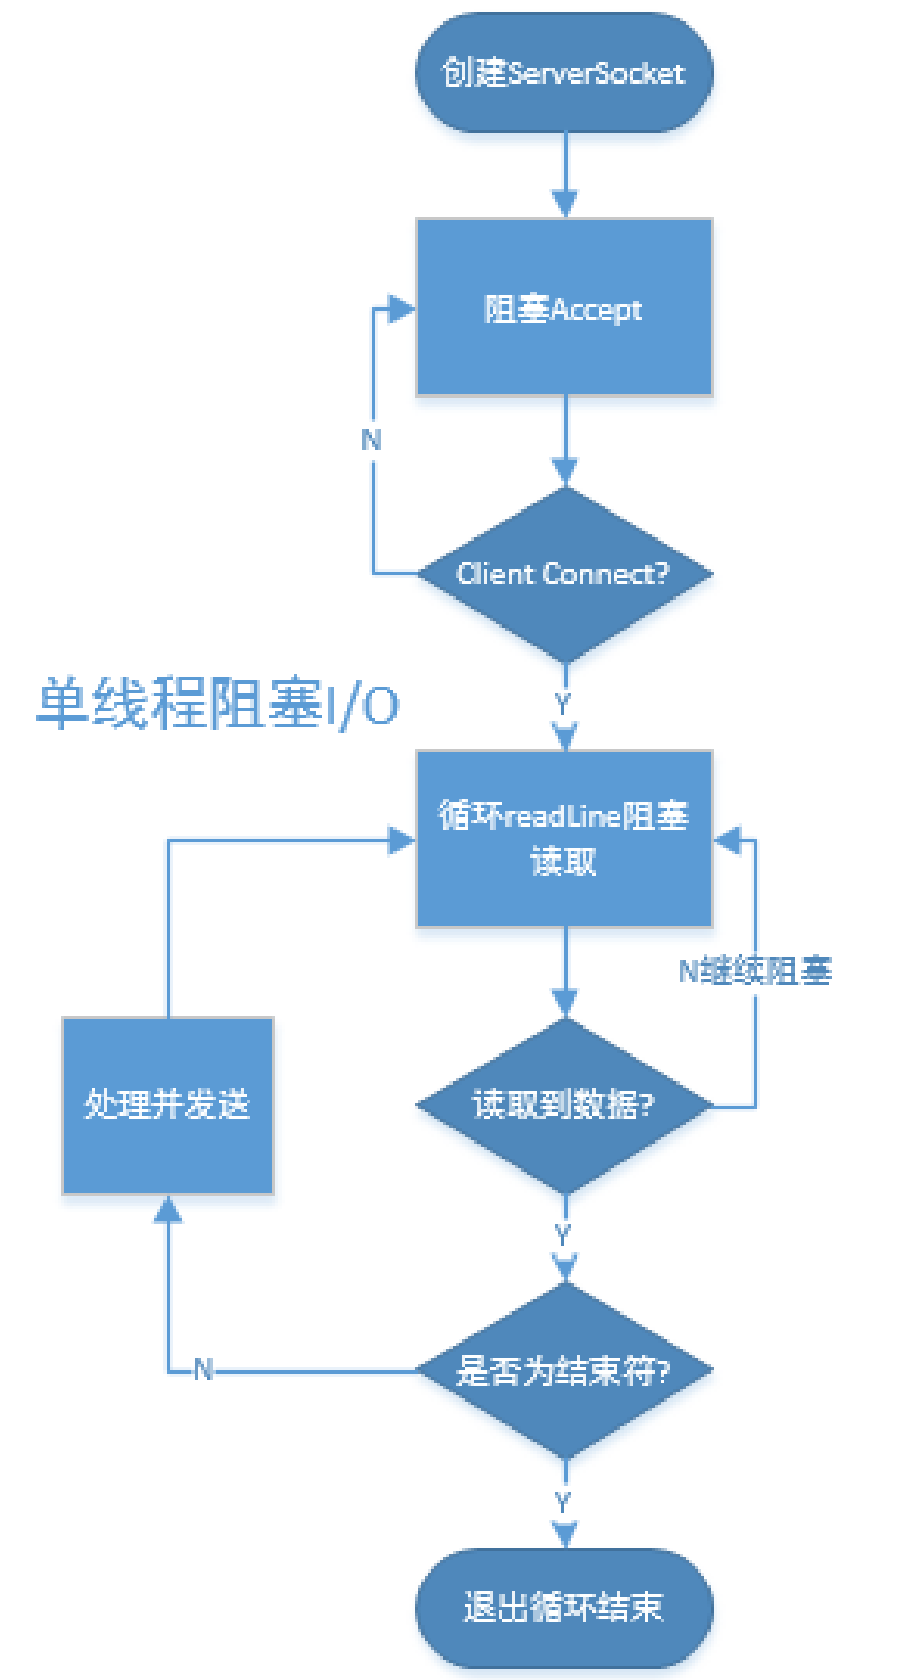 创建ServerSocket
阻塞Accept
N
Client Connect?
单线程阻塞I/O
Y
循环readLine阻塞
读取
N继续阻塞
处理并发送
读取到数据?
Y
N
是否为结束符?
Y
退出循环结束